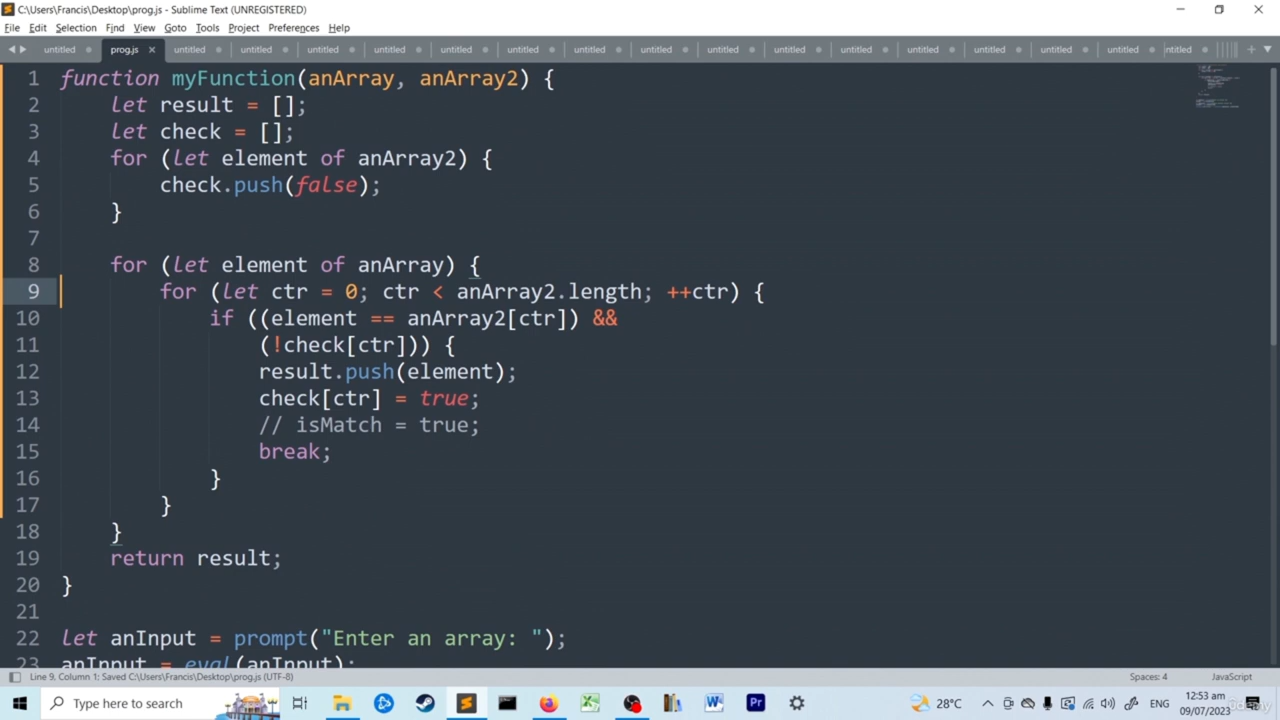 C:\Users\Francis\Desktop\prog.js - Sublime Text (UNREGISTERED)
File Edit Selection Find View Goto Tools Project Preferences Help
untitled prog.js untitled untitled untitled untitled untitled untitled untitled untitled untitled untitled untitled untitled untitled untitled untitled ntitled
1 function myFunction(anArray, anArray2) {
2 let result = [];
3 let check = [];
4 for (let element of anArray2) {
5 check.push(false);
6 }
7
8 for (let element of anArray) {
9 for (let ctr = 0; ctr < anArray2.length; ++ctr) {
10 if ((element == anArray2[ctr]) &&
11 (!check[ctr])) {
12 result.push(element);
13 check[ctr] = true;
14 // isMatch = true;
15 break;
16 }
17 }
18 }
19 return result;
20 }
21
22 let anInput = prompt("Enter an array: ");
23 anInput = eval(anInput);
Line 9, Column 1; Saved C:\Users\Francis\Desktop\prog.js (UTF-8) Spaces: 4 JavaScript
Type here to search 28°C ENG 12:53 am
09/07/2023